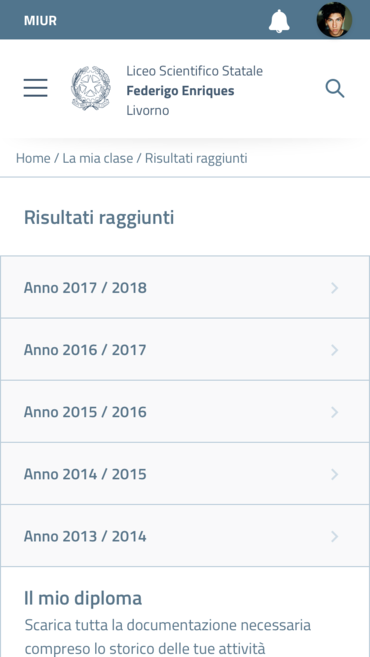 MIUR
Liceo Scientifico Statale
Federigo Enriques
Livorno
Home / La mia clase / Risultati raggiunti
Risultati raggiunti
Anno 2017 / 2018
Anno 2016 / 2017
Anno 2015 / 2016
Anno 2014 / 2015
Anno 2013 / 2014
Il mio diploma
Scarica tutta la documentazione necessaria
compreso lo storico delle tue attività